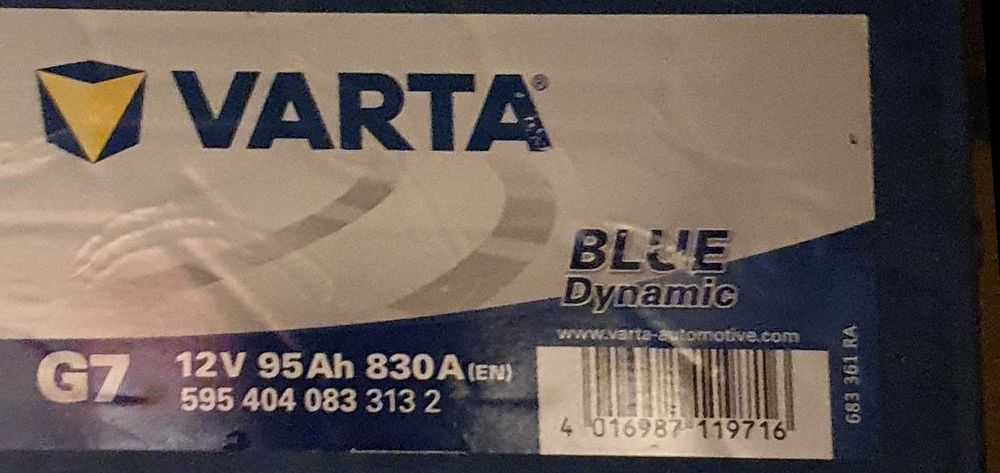 VARTA®
BLUE
Dynamic
www.varta-automotive.com
G7 12V 95Ah 830A (EN)
595 404 083 313 2
4 016987 119716
G83 361 RA